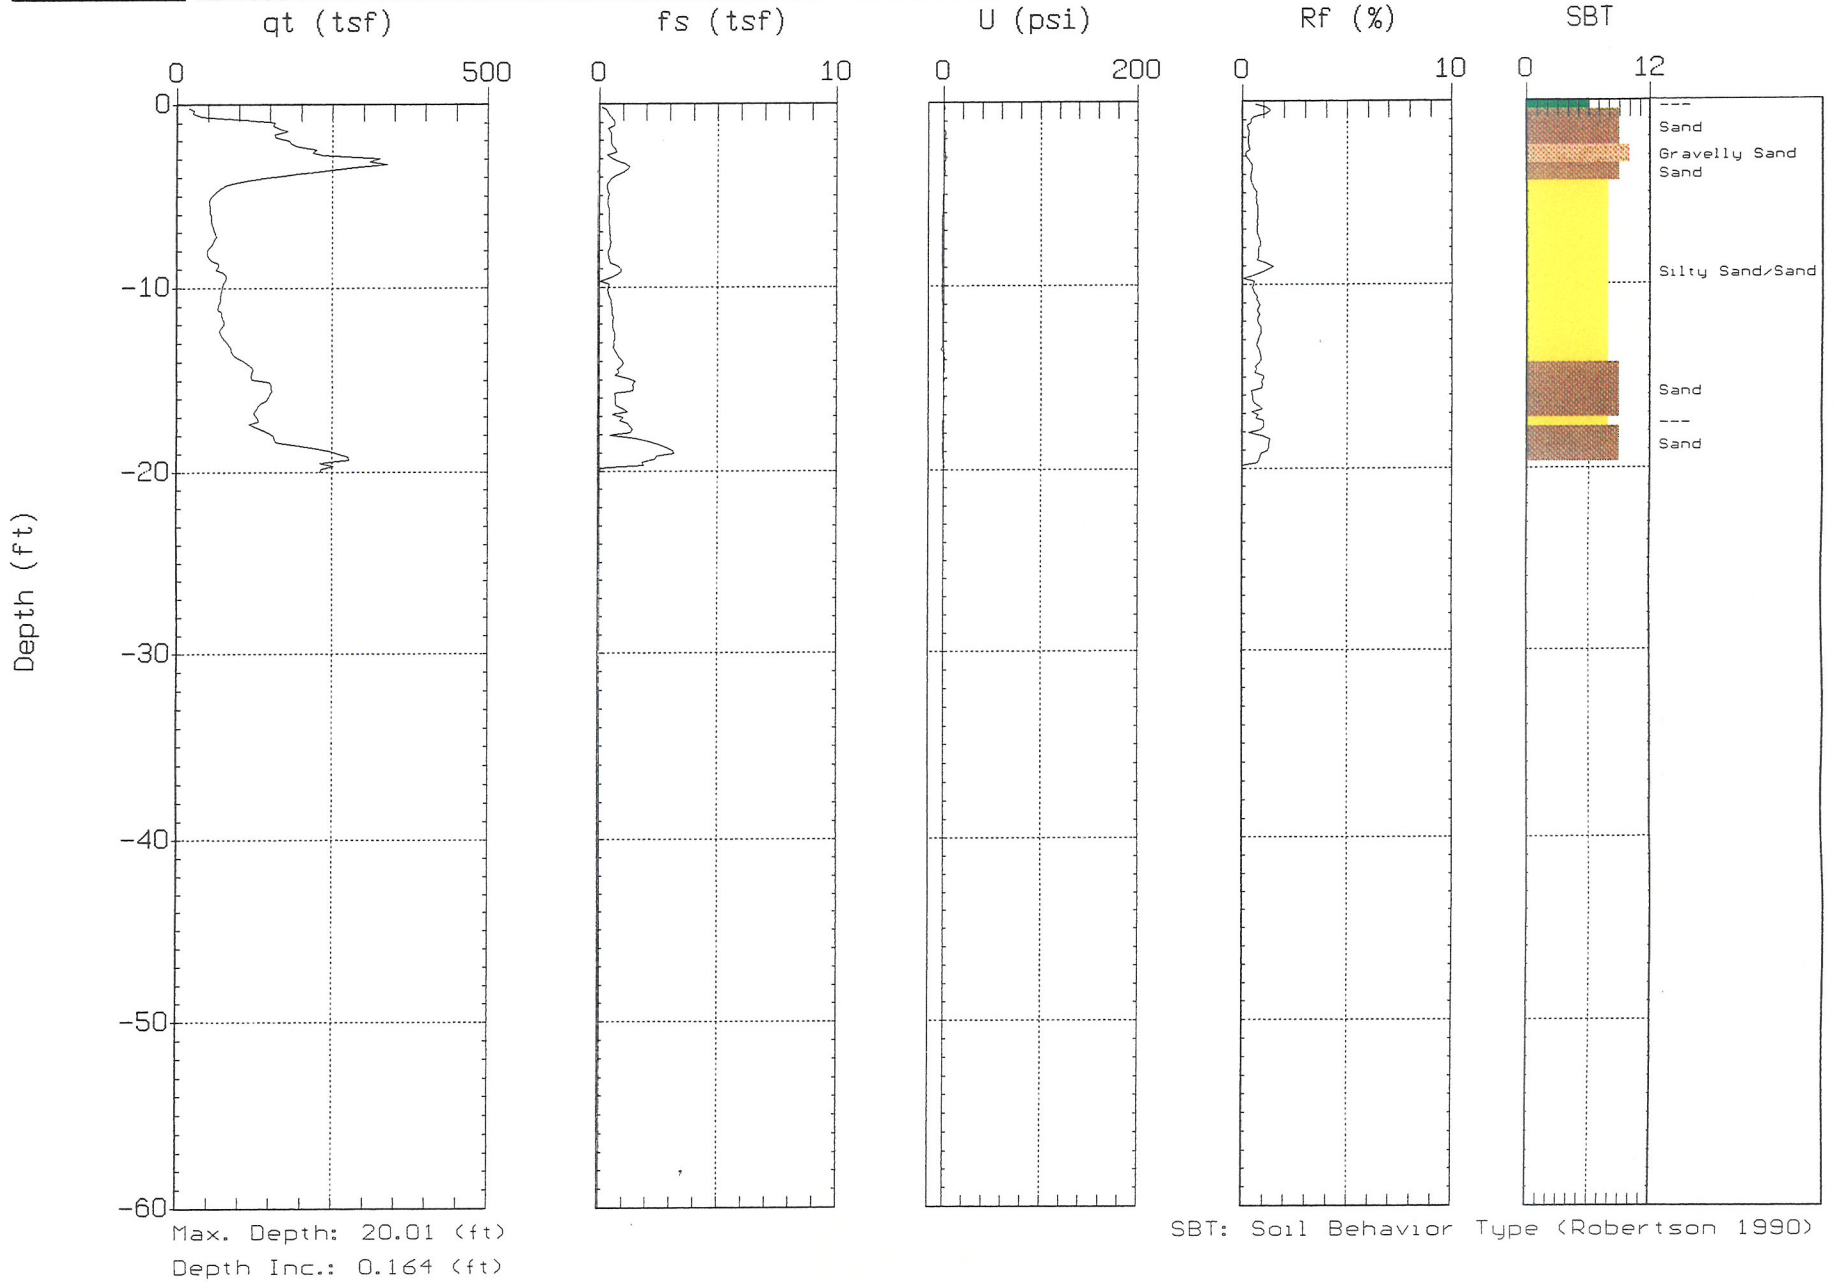 qt (tsf) fs (tsf) U (psi) Rf (%) SBT
0 500 0 10 0 200 0 10 0 12
0
---
Sand
Gravelly Sand
Sand
Silty Sand/Sand
-10
Sand
---
Sand
-20
Depth (ft)
-30
-40
-50
-60
Max. Depth: 20.01 (ft)
SBT: Soil Behavior Type (Robertson 1990)
Depth Inc.: 0.164 (ft)